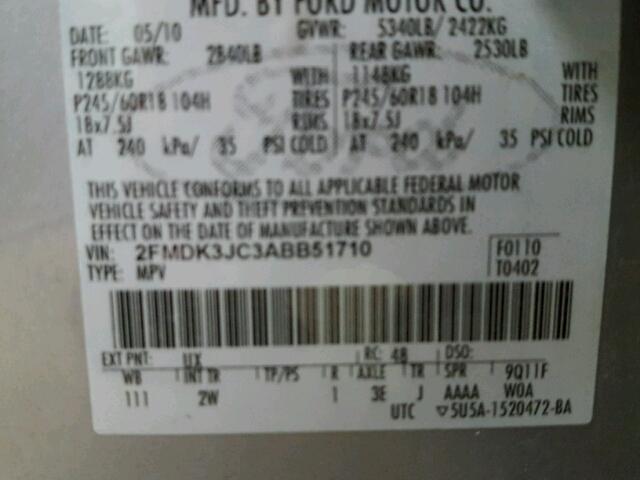 MFD. BY FORD MOTOR CO.
DATE: 05/10 GVWR: 5340LB/ 2422KG
FRONT GAWR: 2840LB REAR GAWR: 2530LB
1288KG WITH 1148KG WITH
P245/60R18 104H TIRES P245/60R18 104H TIRES
18x7.5J RIMS 18x7.5J RIMS
AT 240 kPa/ 35 PSI COLD AT 240 kPa/ 35 PSI COLD
THIS VEHICLE CONFORMS TO ALL APPLICABLE FEDERAL MOTOR
VEHICLE SAFETY AND THEFT PREVENTION STANDARDS IN
EFFECT ON THE DATE OF MANUFACTURE SHOWN ABOVE.
VIN: 2FMDK3JC3ABB51710 F0110
TYPE: MPV T0402
EXT PNT: UX RC: 48 DSO:
WB INT TR TP/PS R AXLE TR SPR 9Q11F
111 2W 1 3E J AAAA W0A
UTC ▽5U5A-1520472-BA